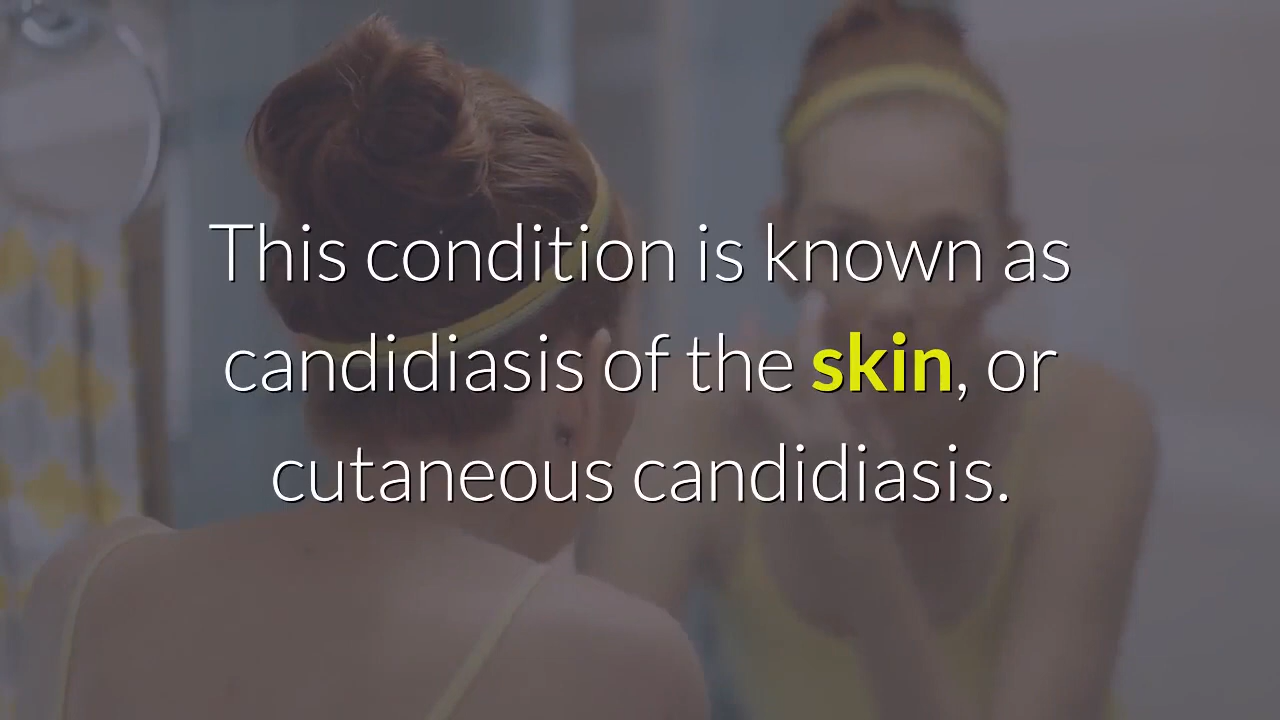 This condition is known as
candidiasis of the skin, or
cutaneous candidiasis.